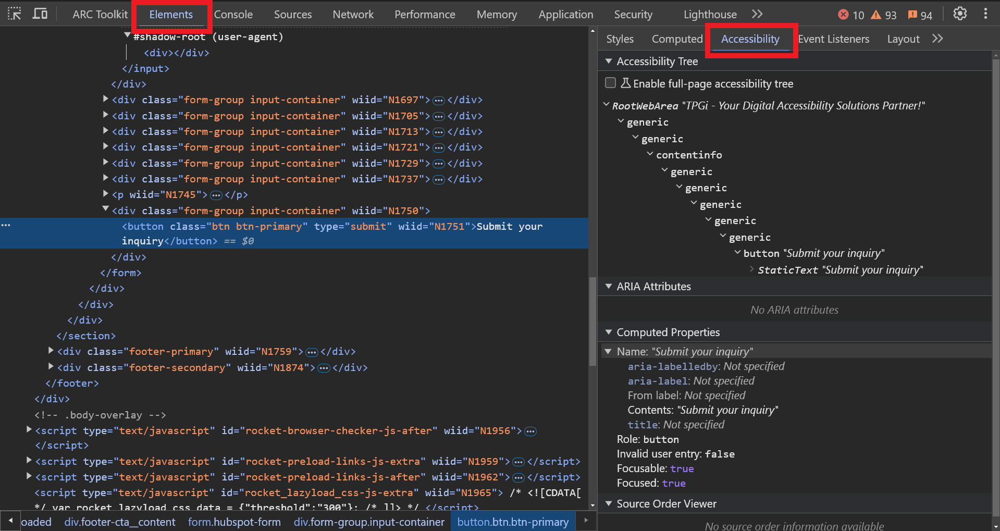 ARC Toolkit Elements Console Sources Network Performance Memory Application Security Lighthouse 10 93 94
#shadow-root (user-agent)
<div></div>
</input>
</div>
<div class="form-group input-container" wiid="N1697">…</div>
<div class="form-group input-container" wiid="N1705">…</div>
<div class="form-group input-container" wiid="N1713">…</div>
<div class="form-group input-container" wiid="N1721">…</div>
<div class="form-group input-container" wiid="N1729">…</div>
<div class="form-group input-container" wiid="N1737">…</div>
<p wiid="N1745">…</p>
<div class="form-group input-container" wiid="N1750">
<button class="btn btn-primary" type="submit" wiid="N1751">Submit your
inquiry</button> == $0
</div>
</form>
</div>
</div>
</div>
</section>
<div class="footer-primary" wiid="N1759">…</div>
<div class="footer-secondary" wiid="N1874">…</div>
</footer>
</div>
<!-- .body-overlay -->
<script type="text/javascript" id="rocket-browser-checker-js-after" wiid="N1956">…
</script>
<script type="text/javascript" id="rocket-preload-links-js-extra" wiid="N1959">…</script>
<script type="text/javascript" id="rocket-preload-links-js-after" wiid="N1962">…</script>
<script type="text/javascript" id="rocket_lazyload_css-js-extra" wiid="N1965"> /* <![CDATA[
*/ var rocket_lazyload_css_data = {"threshold":"300"}; /* ]]> */ </script>
oaded div.footer-cta__content form.hubspot-form div.form-group.input-container button.btn.btn-primary
Styles Computed Accessibility Event Listeners Layout
Accessibility Tree
Enable full-page accessibility tree
RootWebArea "TPGi - Your Digital Accessibility Solutions Partner!"
generic
generic
contentinfo
generic
generic
generic
generic
generic
button "Submit your inquiry"
StaticText "Submit your inquiry"
ARIA Attributes
No ARIA attributes
Computed Properties
Name: "Submit your inquiry"
aria-labelledby: Not specified
aria-label: Not specified
From label: Not specified
Contents: "Submit your inquiry"
title: Not specified
Role: button
Invalid user entry: false
Focusable: true
Focused: true
Source Order Viewer
No source order information available